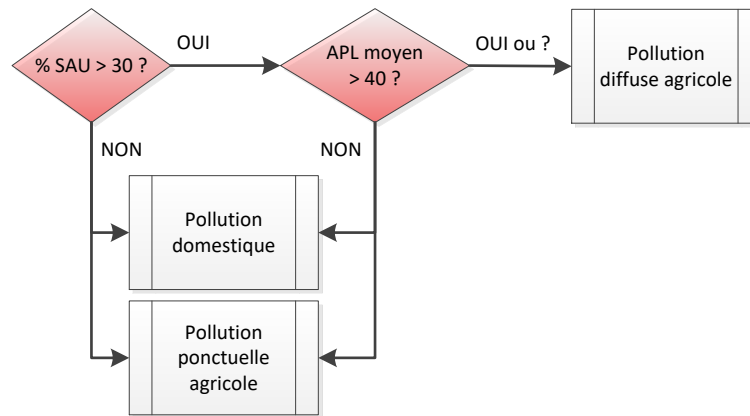 % SAU > 30 ?
OUI
APL moyen
> 40 ?
OUI ou ?
Pollution
diffuse agricole
NON
NON
Pollution
domestique
Pollution
ponctuelle
agricole